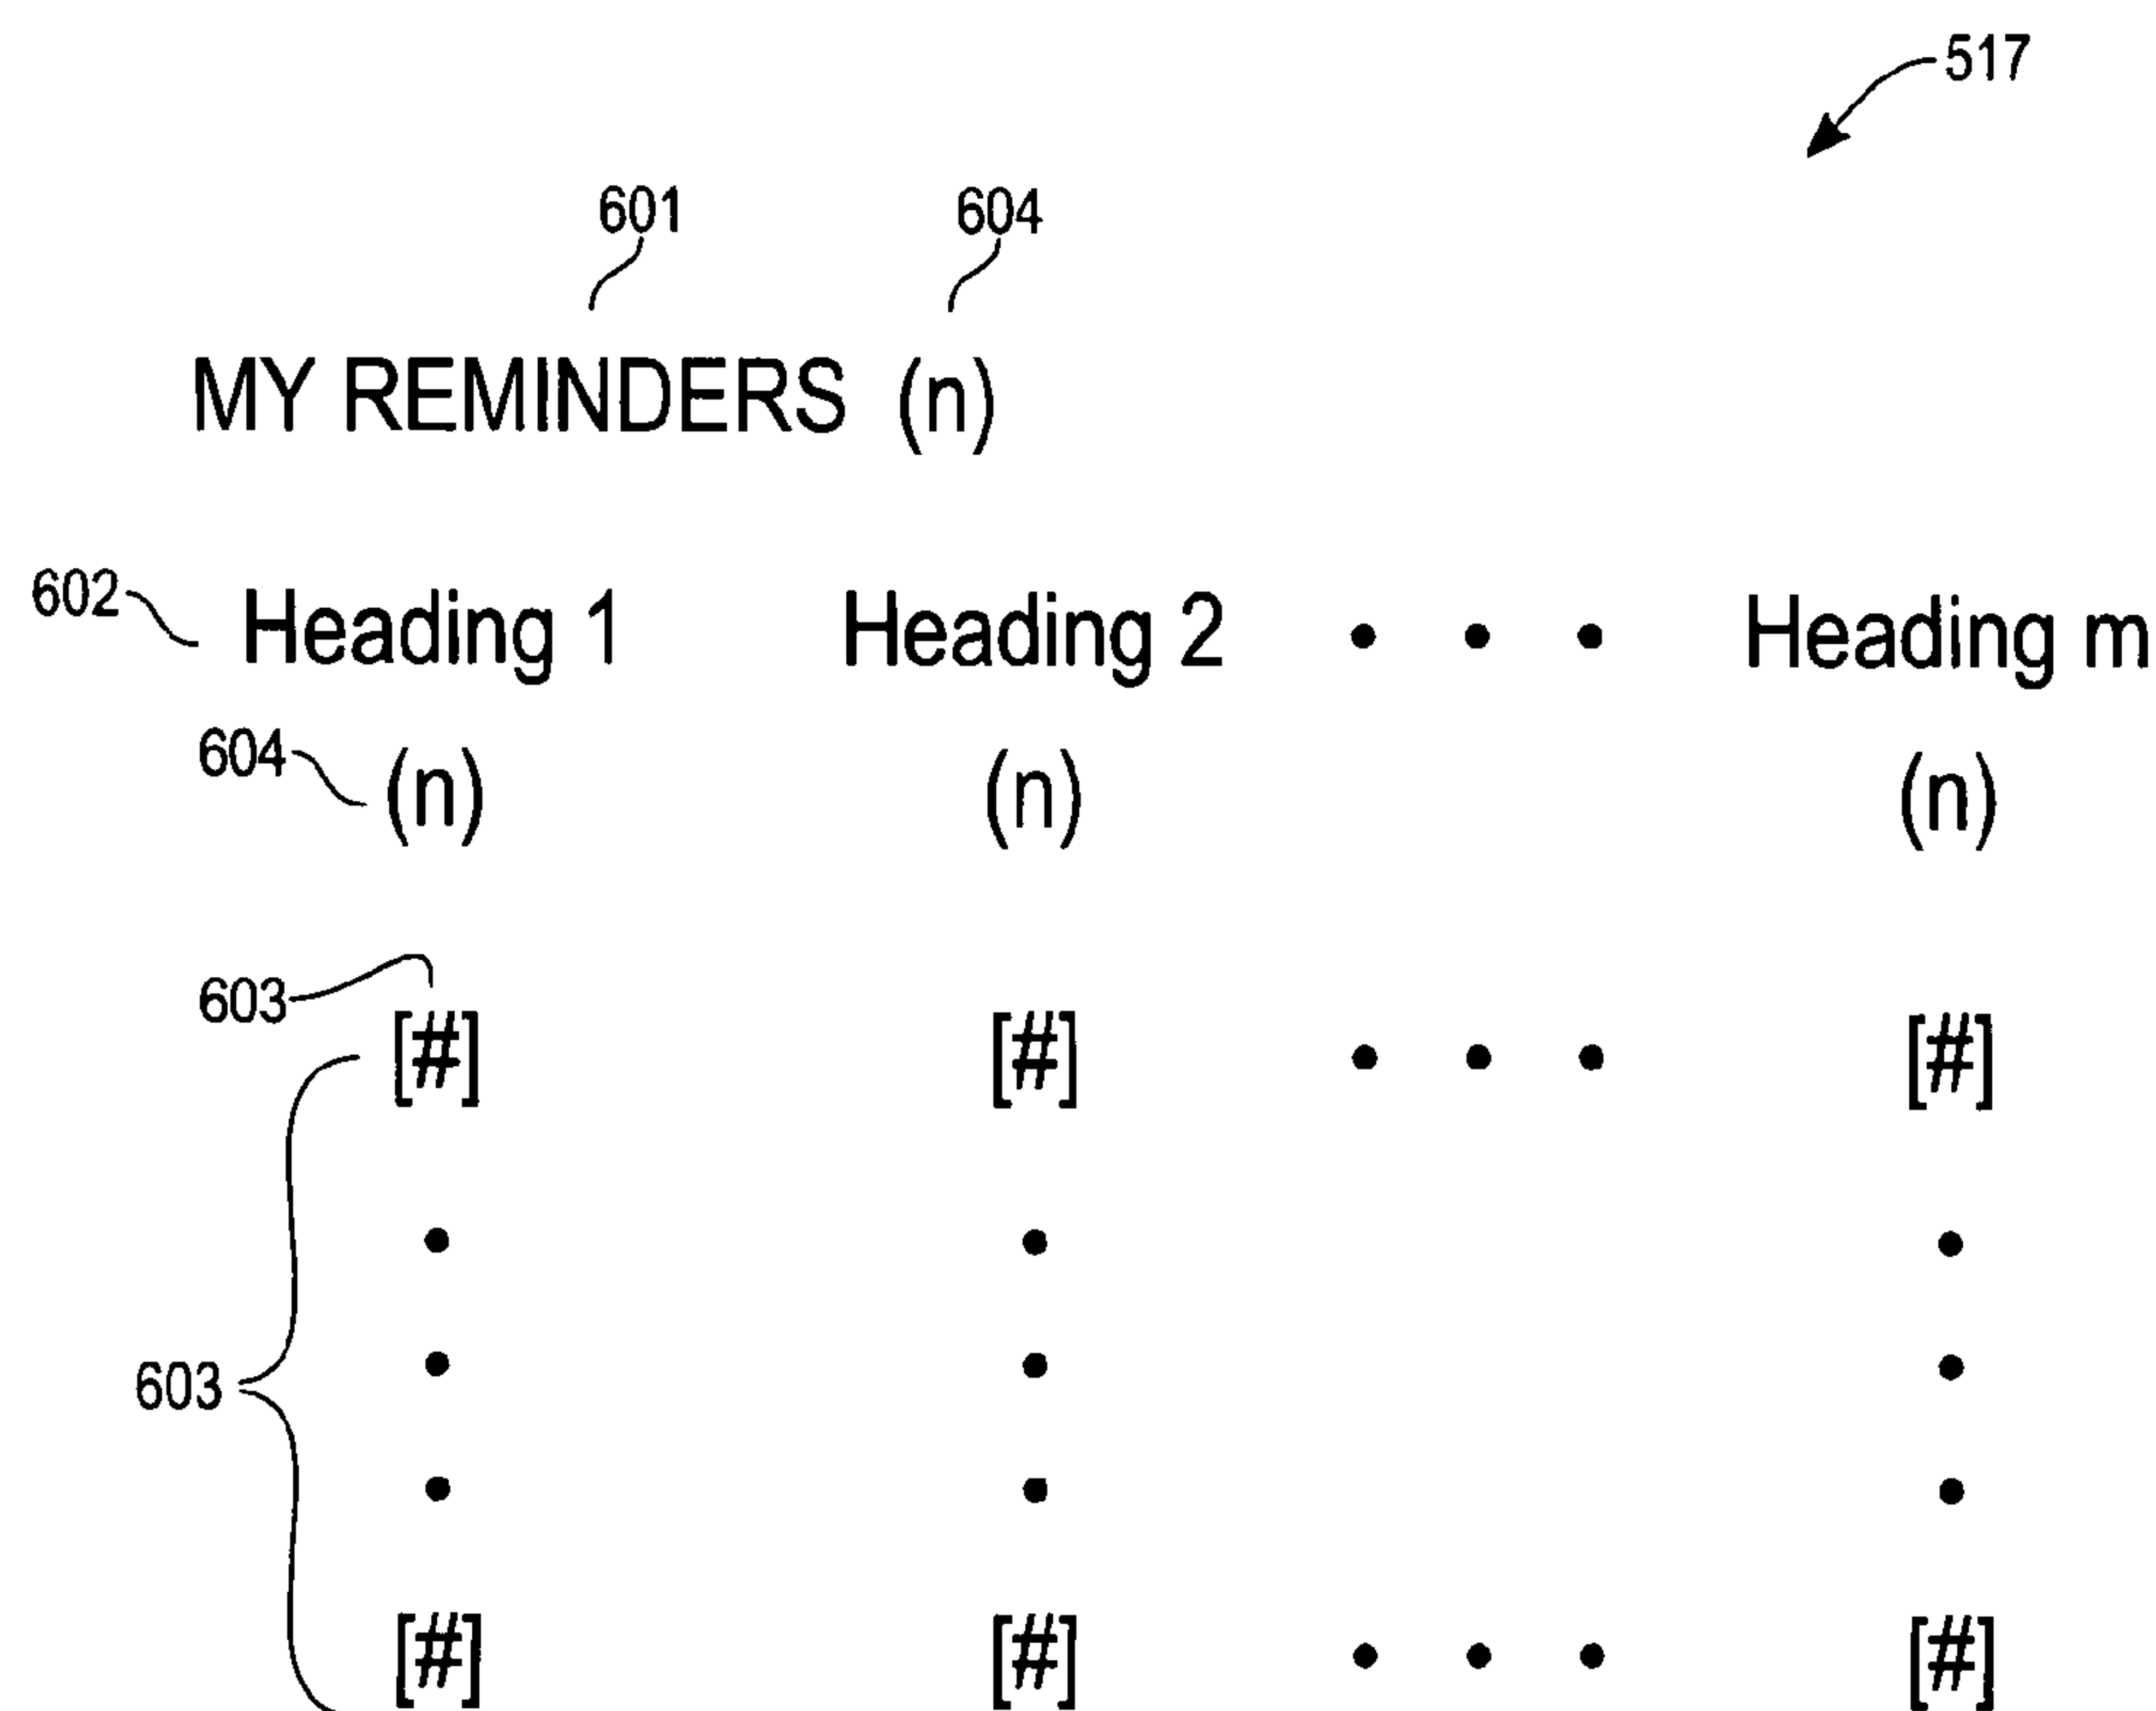 517
601 604
MY REMINDERS (n)
602 Heading 1 Heading 2 • • • Heading m
604 (n) (n) (n)
603
[#] [#] • • • [#]
• • •
• • •
603
• • •
[#] [#] • • • [#]